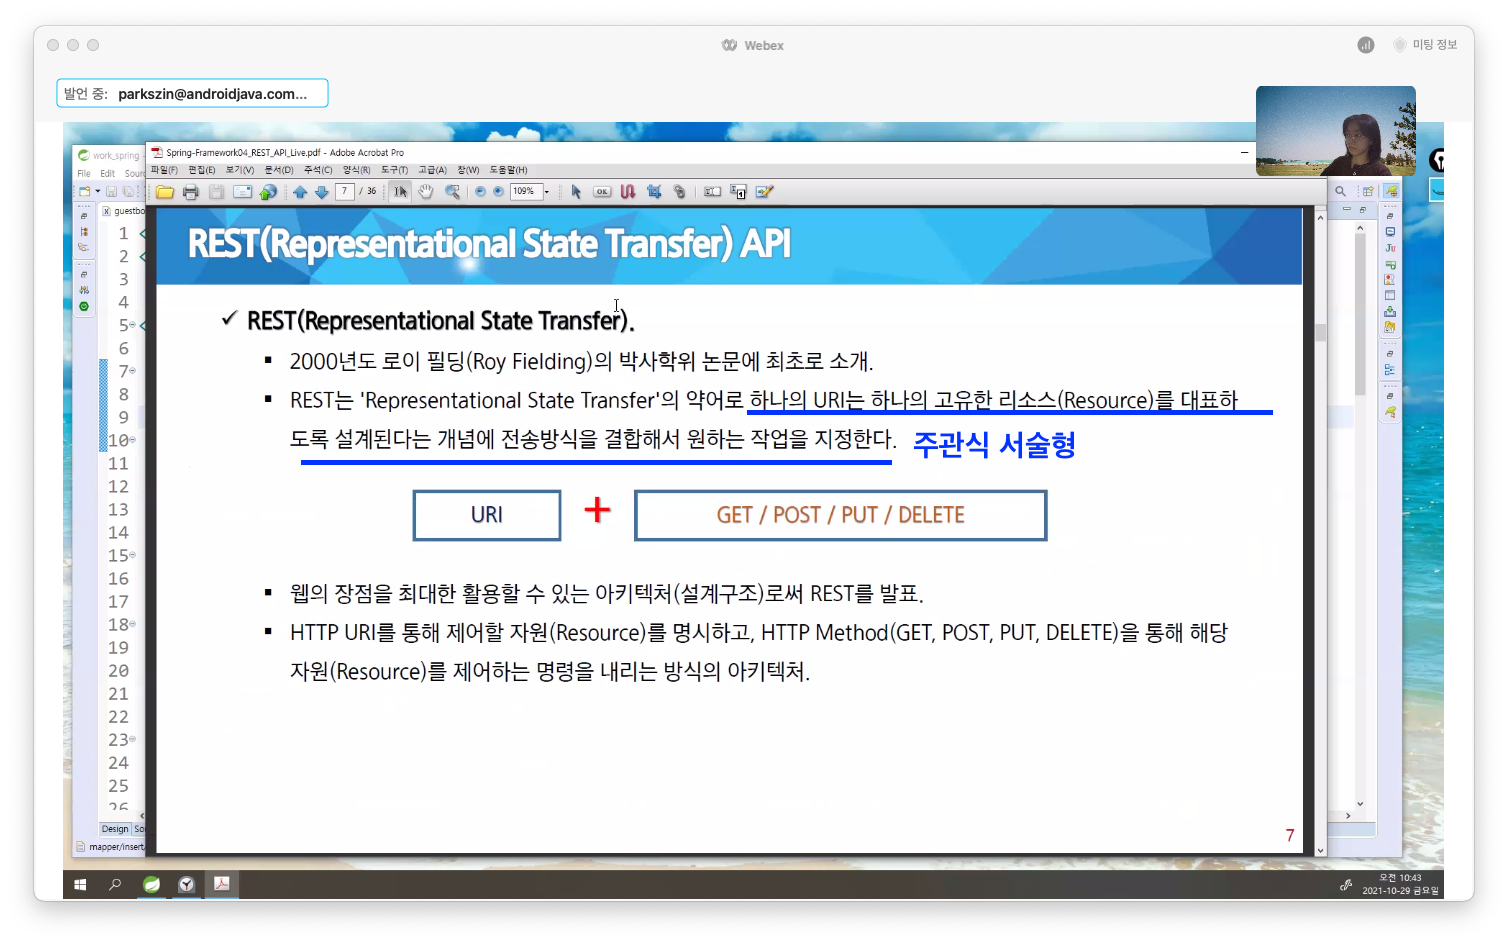 Webex
미팅 정보
발언 중: parkszin@androidjava.com...
work_spring
Spring-Framework04_REST_API_Live.pdf - Adobe Acrobat Pro
File Edit Sour
파일(F) 편집(E) 보기(V) 문서(D) 주석(C) 양식(R) 도구(T) 고급(A) 창(W) 도움말(H)
7 / 36
109%
guestbo
1
2
3
4
5
6
7
8
9
10
11
12
13
14
15
16
17
18
19
20
21
22
23
24
25
26
REST(Representational State Transfer) API
✓ REST(Representational State Transfer).
▪ 2000년도 로이 필딩(Roy Fielding)의 박사학위 논문에 최초로 소개.
▪ REST는 'Representational State Transfer'의 약어로 하나의 URI는 하나의 고유한 리소스(Resource)를 대표하
도록 설계된다는 개념에 전송방식을 결합해서 원하는 작업을 지정한다. 주관식 서술형
URI + GET / POST / PUT / DELETE
▪ 웹의 장점을 최대한 활용할 수 있는 아키텍처(설계구조)로써 REST를 발표.
▪ HTTP URI를 통해 제어할 자원(Resource)를 명시하고, HTTP Method(GET, POST, PUT, DELETE)을 통해 해당
자원(Resource)를 제어하는 명령을 내리는 방식의 아키텍처.
7
Design Sou
mapper/insert
오전 10:43
2021-10-29 금요일